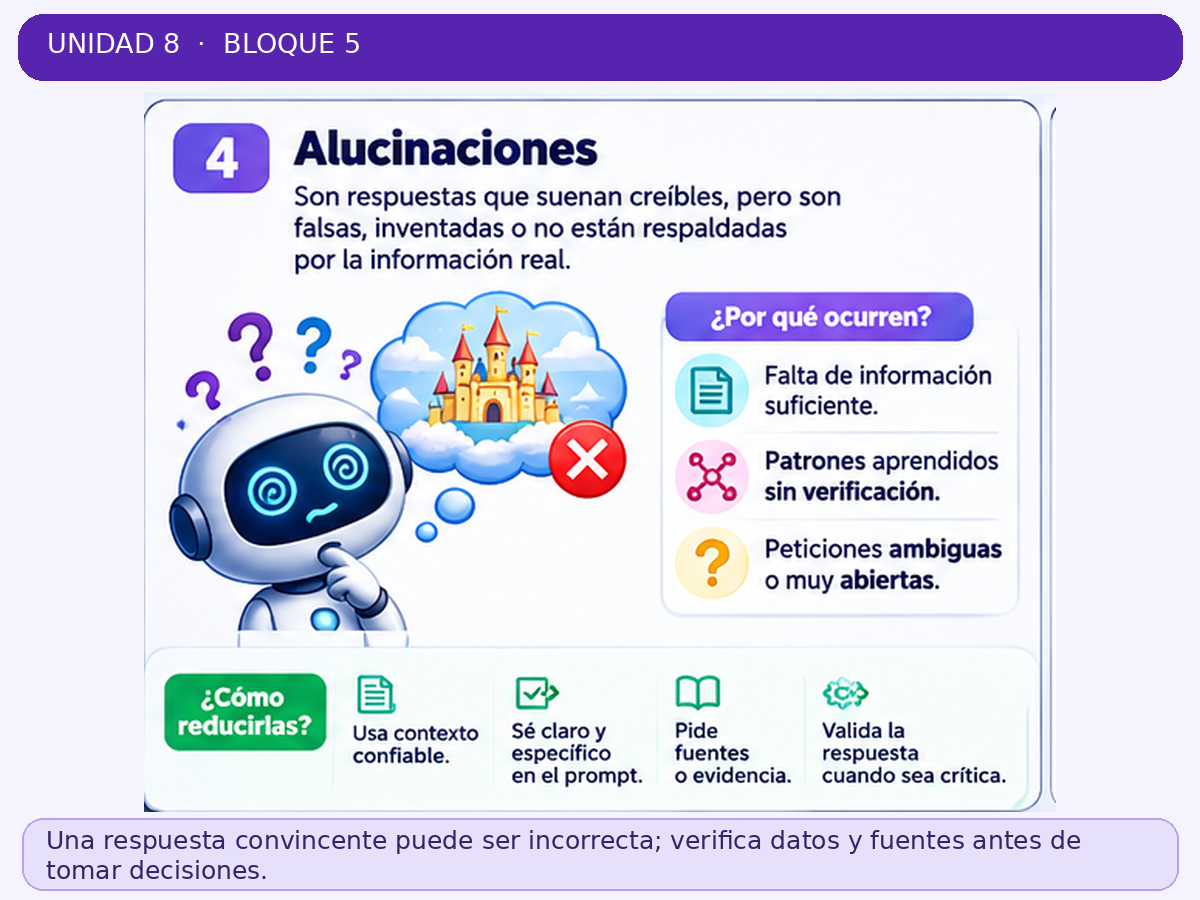 UNIDAD 8 · BLOQUE 5
4
Alucinaciones
Son respuestas que suenan creíbles, pero son
falsas, inventadas o no están respaldadas
por la información real.
¿Por qué ocurren?
Falta de información
suficiente.
Patrones aprendidos
sin verificación.
Peticiones ambiguas
o muy abiertas.
¿Cómo
reducirlas?
Usa contexto
confiable.
Sé claro y
específico
en el prompt.
Pide
fuentes
o evidencia.
Valida la
respuesta
cuando sea crítica.
Una respuesta convincente puede ser incorrecta; verifica datos y fuentes antes de
tomar decisiones.